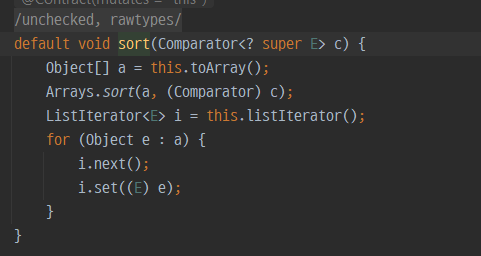 @Contract(mutates = "this")
/unchecked, rawtypes/
default void sort(Comparator<? super E> c) {
Object[] a = this.toArray();
Arrays.sort(a, (Comparator) c);
ListIterator<E> i = this.listIterator();
for (Object e : a) {
i.next();
i.set((E) e);
}
}